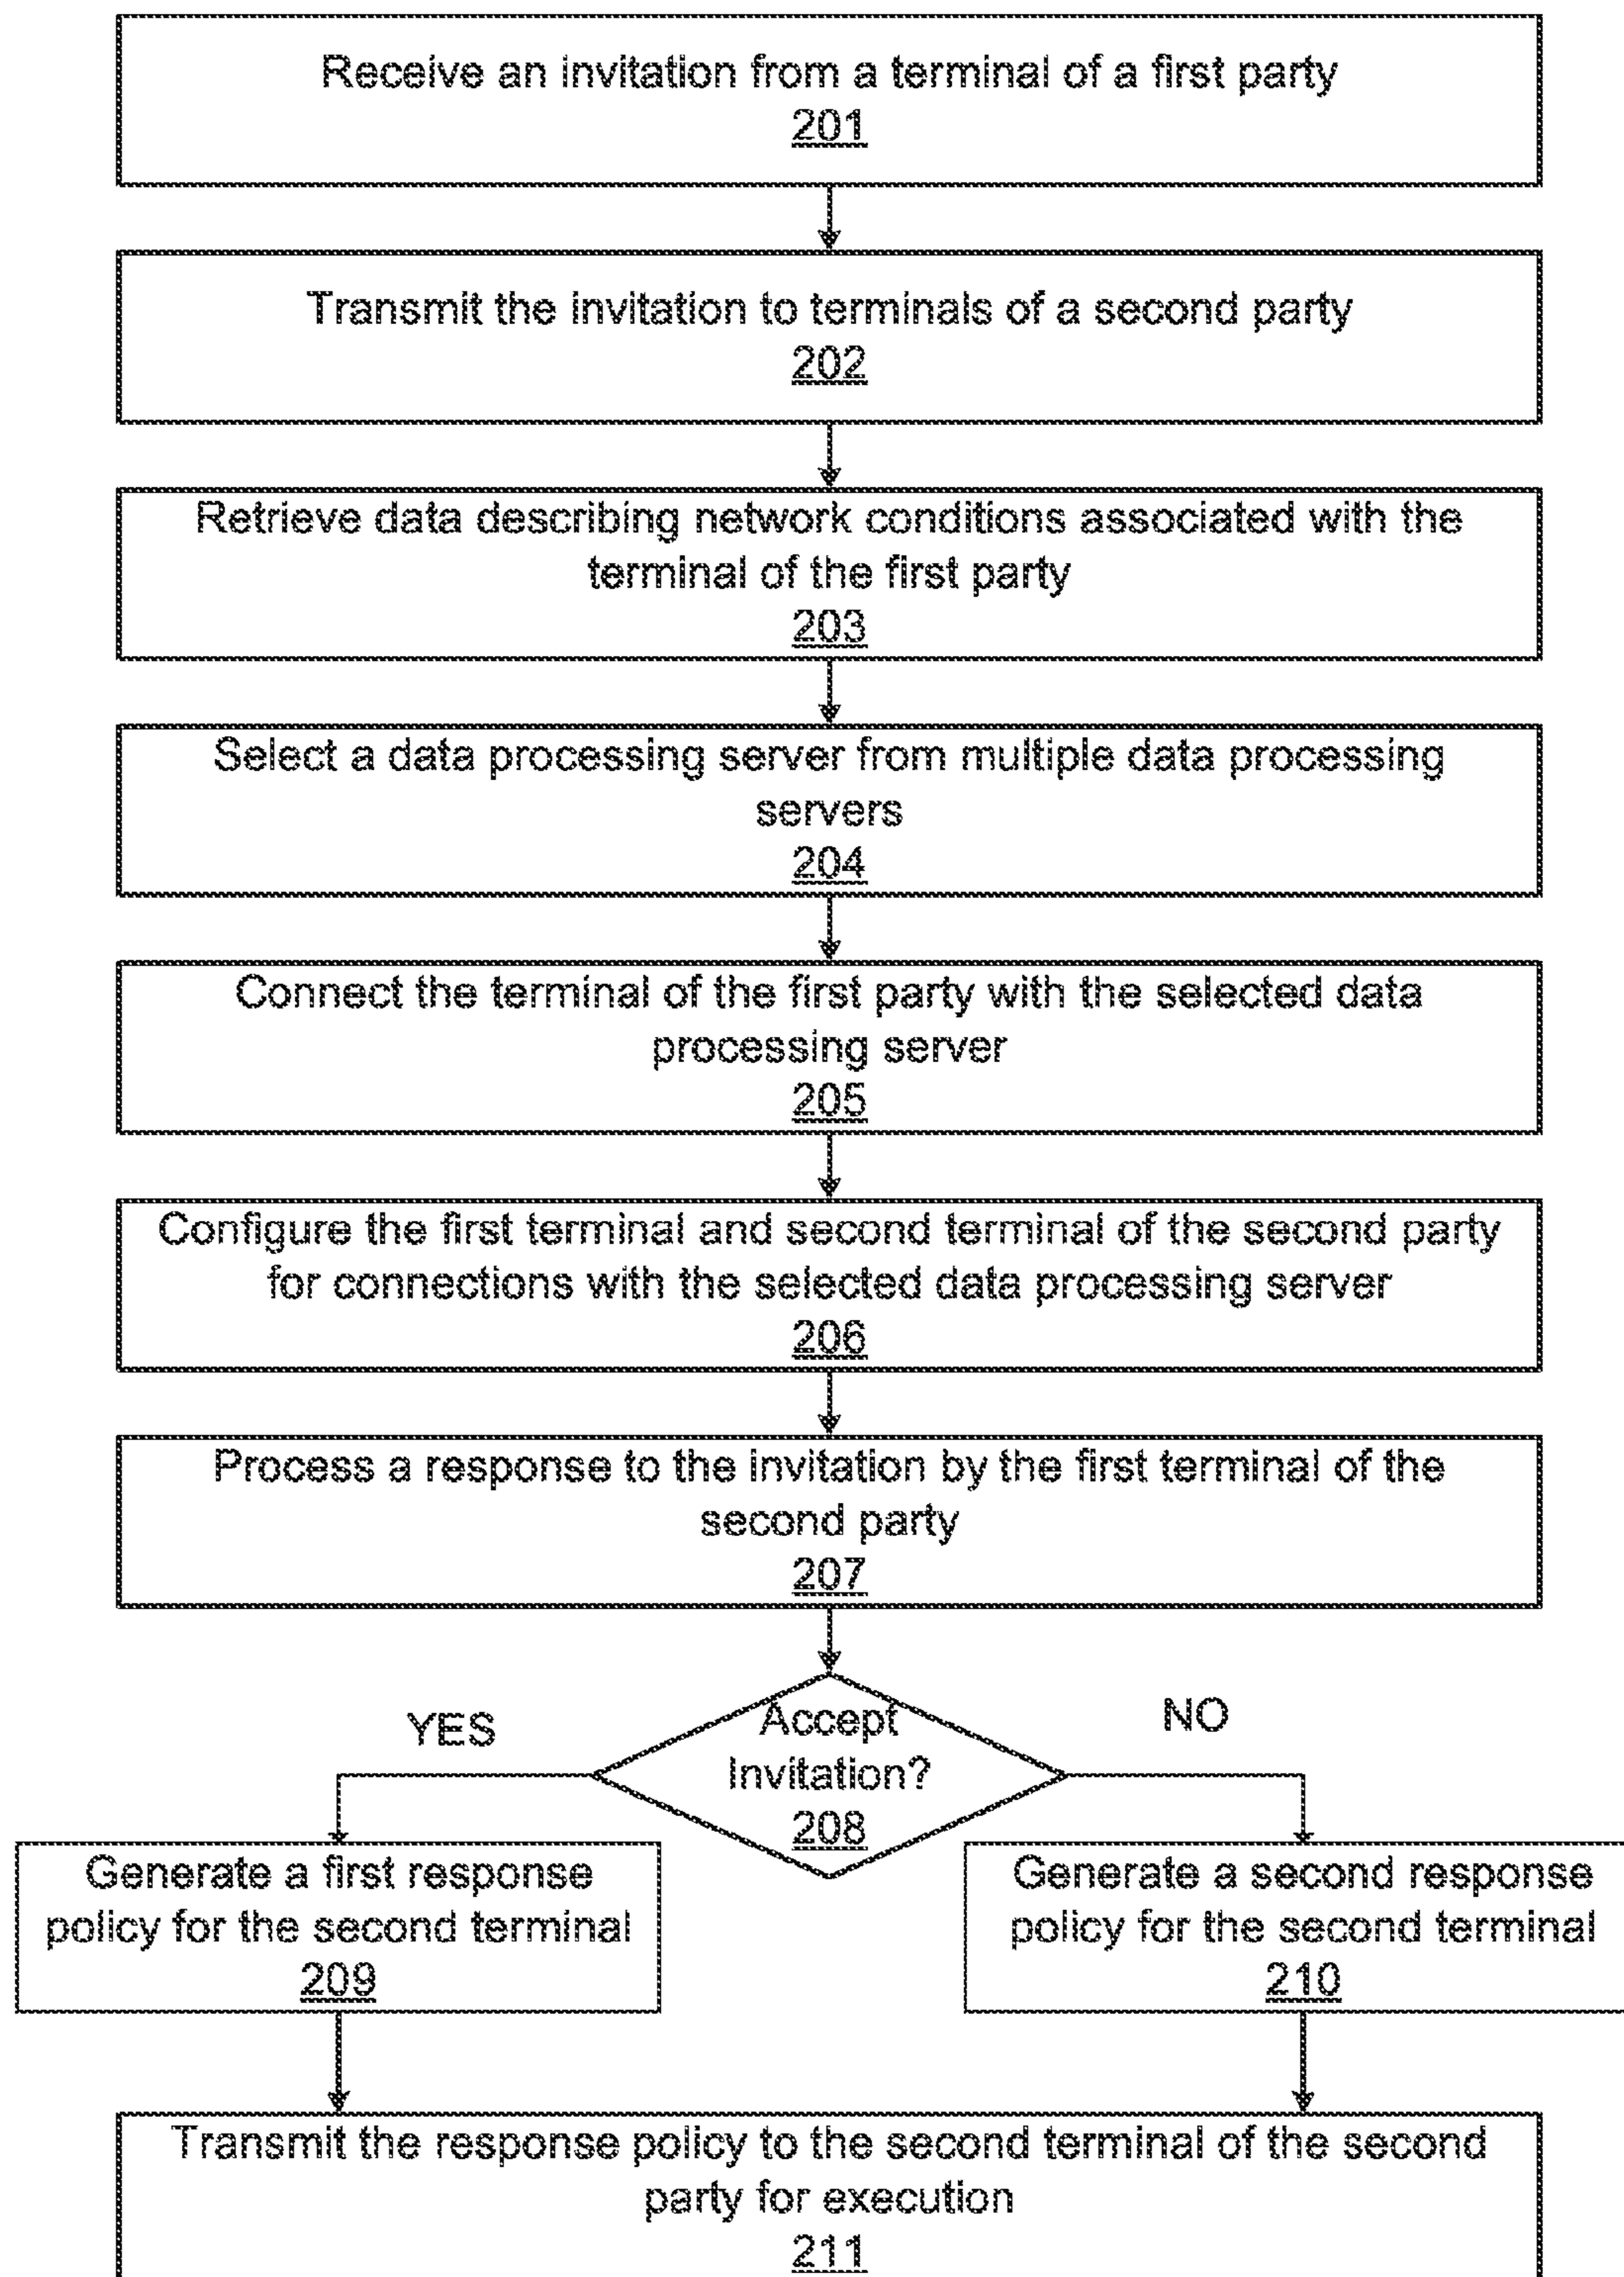 Receive an invitation from a terminal of a first party
201
Transmit the invitation to terminals of a second party
202
Retrieve data describing network conditions associated with the
terminal of the first party
203
Select a data processing server from multiple data processing
servers
204
Connect the terminal of the first party with the selected data
processing server
205
Configure the first terminal and second terminal of the second party
for connections with the selected data processing server
206
Process a response to the invitation by the first terminal of the
second party
207
YES
NO
Accept
Invitation?
208
Generate a first response
policy for the second terminal
209
Generate a second response
policy for the second terminal
210
Transmit the response policy to the second terminal of the second
party for execution
211